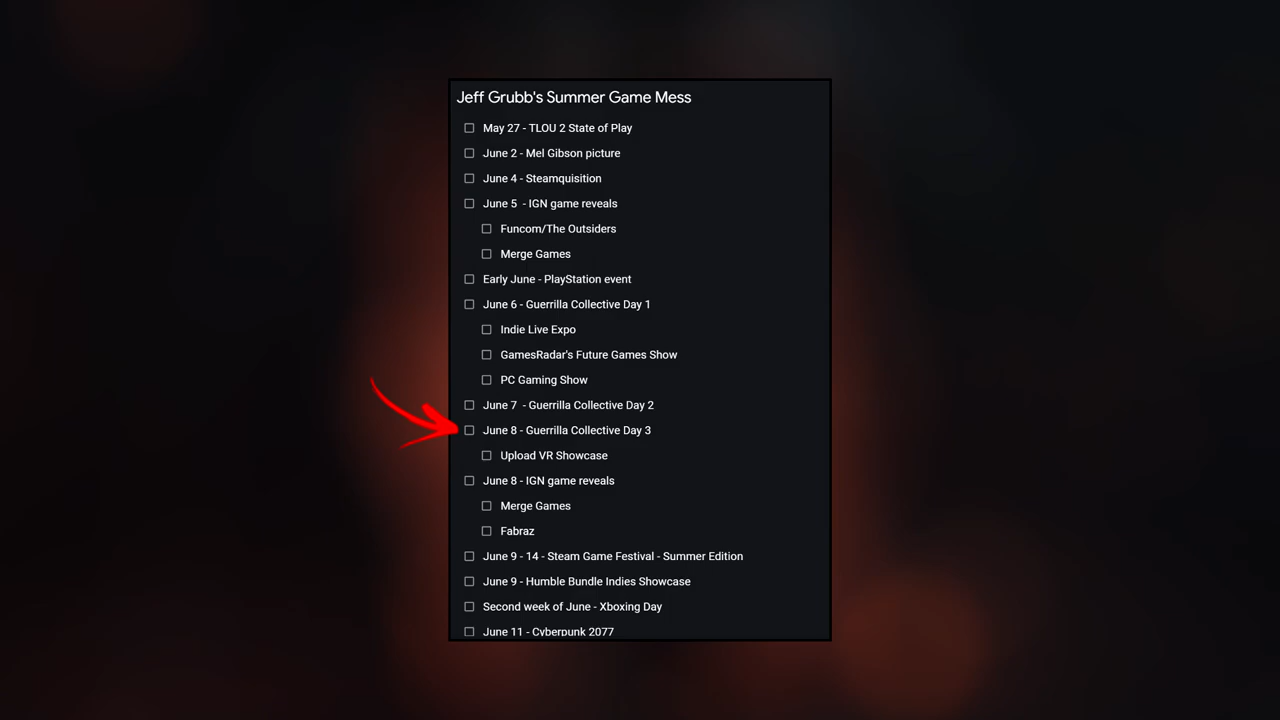 Jeff Grubb's Summer Game Mess
May 27 - TLOU 2 State of Play
June 2 - Mel Gibson picture
June 4 - Steamquisition
June 5 - IGN game reveals
Funcom/The Outsiders
Merge Games
Early June - PlayStation event
June 6 - Guerrilla Collective Day 1
Indie Live Expo
GamesRadar's Future Games Show
PC Gaming Show
June 7 - Guerrilla Collective Day 2
June 8 - Guerrilla Collective Day 3
Upload VR Showcase
June 8 - IGN game reveals
Merge Games
Fabraz
June 9 - 14 - Steam Game Festival - Summer Edition
June 9 - Humble Bundle Indies Showcase
Second week of June - Xboxing Day
June 11 - Cyberpunk 2077